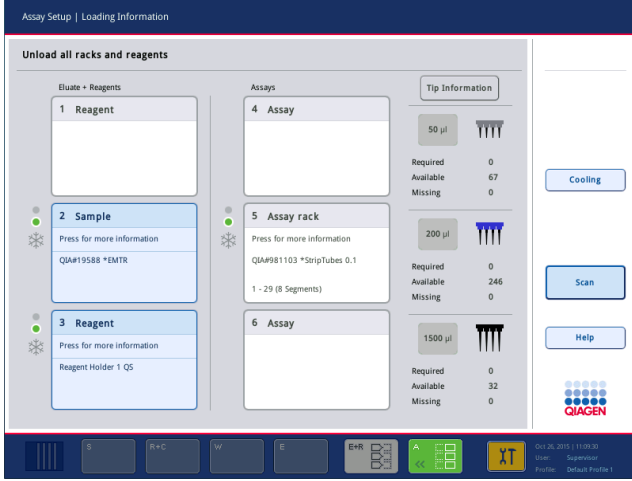 Assay Setup | Loading Information
Unload all racks and reagents
Eluate + Reagents
Assays
Tip Information
1 Reagent
4 Assay
50 µl
Required 0
Available 67
Missing 0
Cooling
2 Sample
Press for more information
QIA#19588 *EMTR
5 Assay rack
Press for more information
QIA#981103 *StripTubes 0.1
1 - 29 (8 Segments)
200 µl
Required 0
Available 246
Missing 0
Scan
3 Reagent
Press for more information
Reagent Holder 1 QS
6 Assay
1500 µl
Required 0
Available 32
Missing 0
Help
QIAGEN
S
R+C
W
E
E+R
A
Oct 26, 2015 | 11:09:30
User: Supervisor
Profile: Default Profile 1